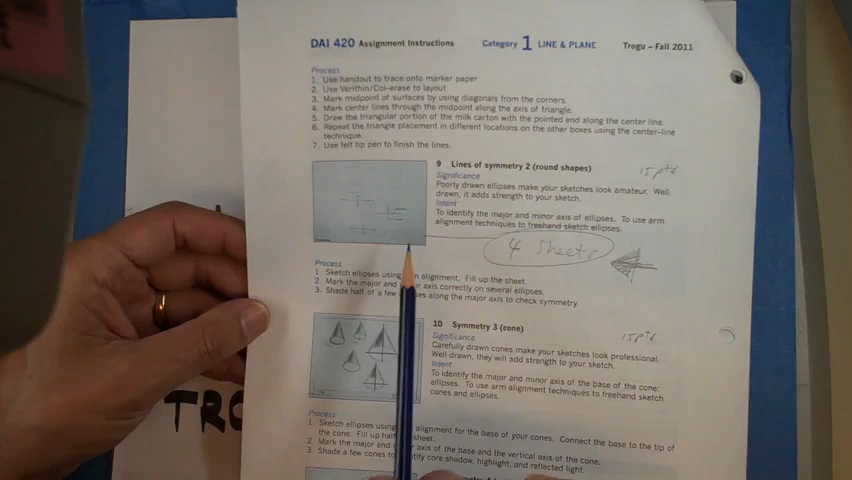 DAI 420 Assignment Instructions Category 1 LINE & PLANE Trogu – Fall 2011
Process
1. Use handout to trace onto marker paper
2. Use Verithin/Col-erase to layout
3. Mark midpoint of surfaces by using diagonals from the corners.
4. Mark center lines through the midpoint along the axis of triangle.
5. Draw the triangular portion of the milk carton with the pointed end along the center line.
6. Repeat the triangle placement in different locations on the other boxes using the center-line
technique.
7. Use felt tip pen to finish the lines.
9 Lines of symmetry 2 (round shapes) 15 pts
Significance
Poorly drawn ellipses make your sketches look amateur. Well
drawn, it adds strength to your sketch.
Intent
To identify the major and minor axis of ellipses. To use arm
alignment techniques to freehand sketch ellipses.
4 sheets
Process
1 Sketch ellipses using alignment. Fill up the sheet.
2. Mark the major and axis correctly on several ellipses.
3. Shade half of a few along the major axis to check symmetry.
10 Symmetry 3 (cone) 15 pts
Significance
Carefully drawn cones make your sketches look professional.
Well drawn, they will add strength to your sketch.
Intent
To identify the major and minor axis of the base of the cone:
ellipses. To use arm alignment techniques to freehand sketch
cones and ellipses.
Process
1 Sketch ellipses alignment for the base of your cones. Connect the base to the tip of
the cone. Fill up sheet.
2 Mark the major and axis of the base and the vertical axis of the cone.
3 Shade a few cones to core shadow, highlight, and reflected light.
TRO